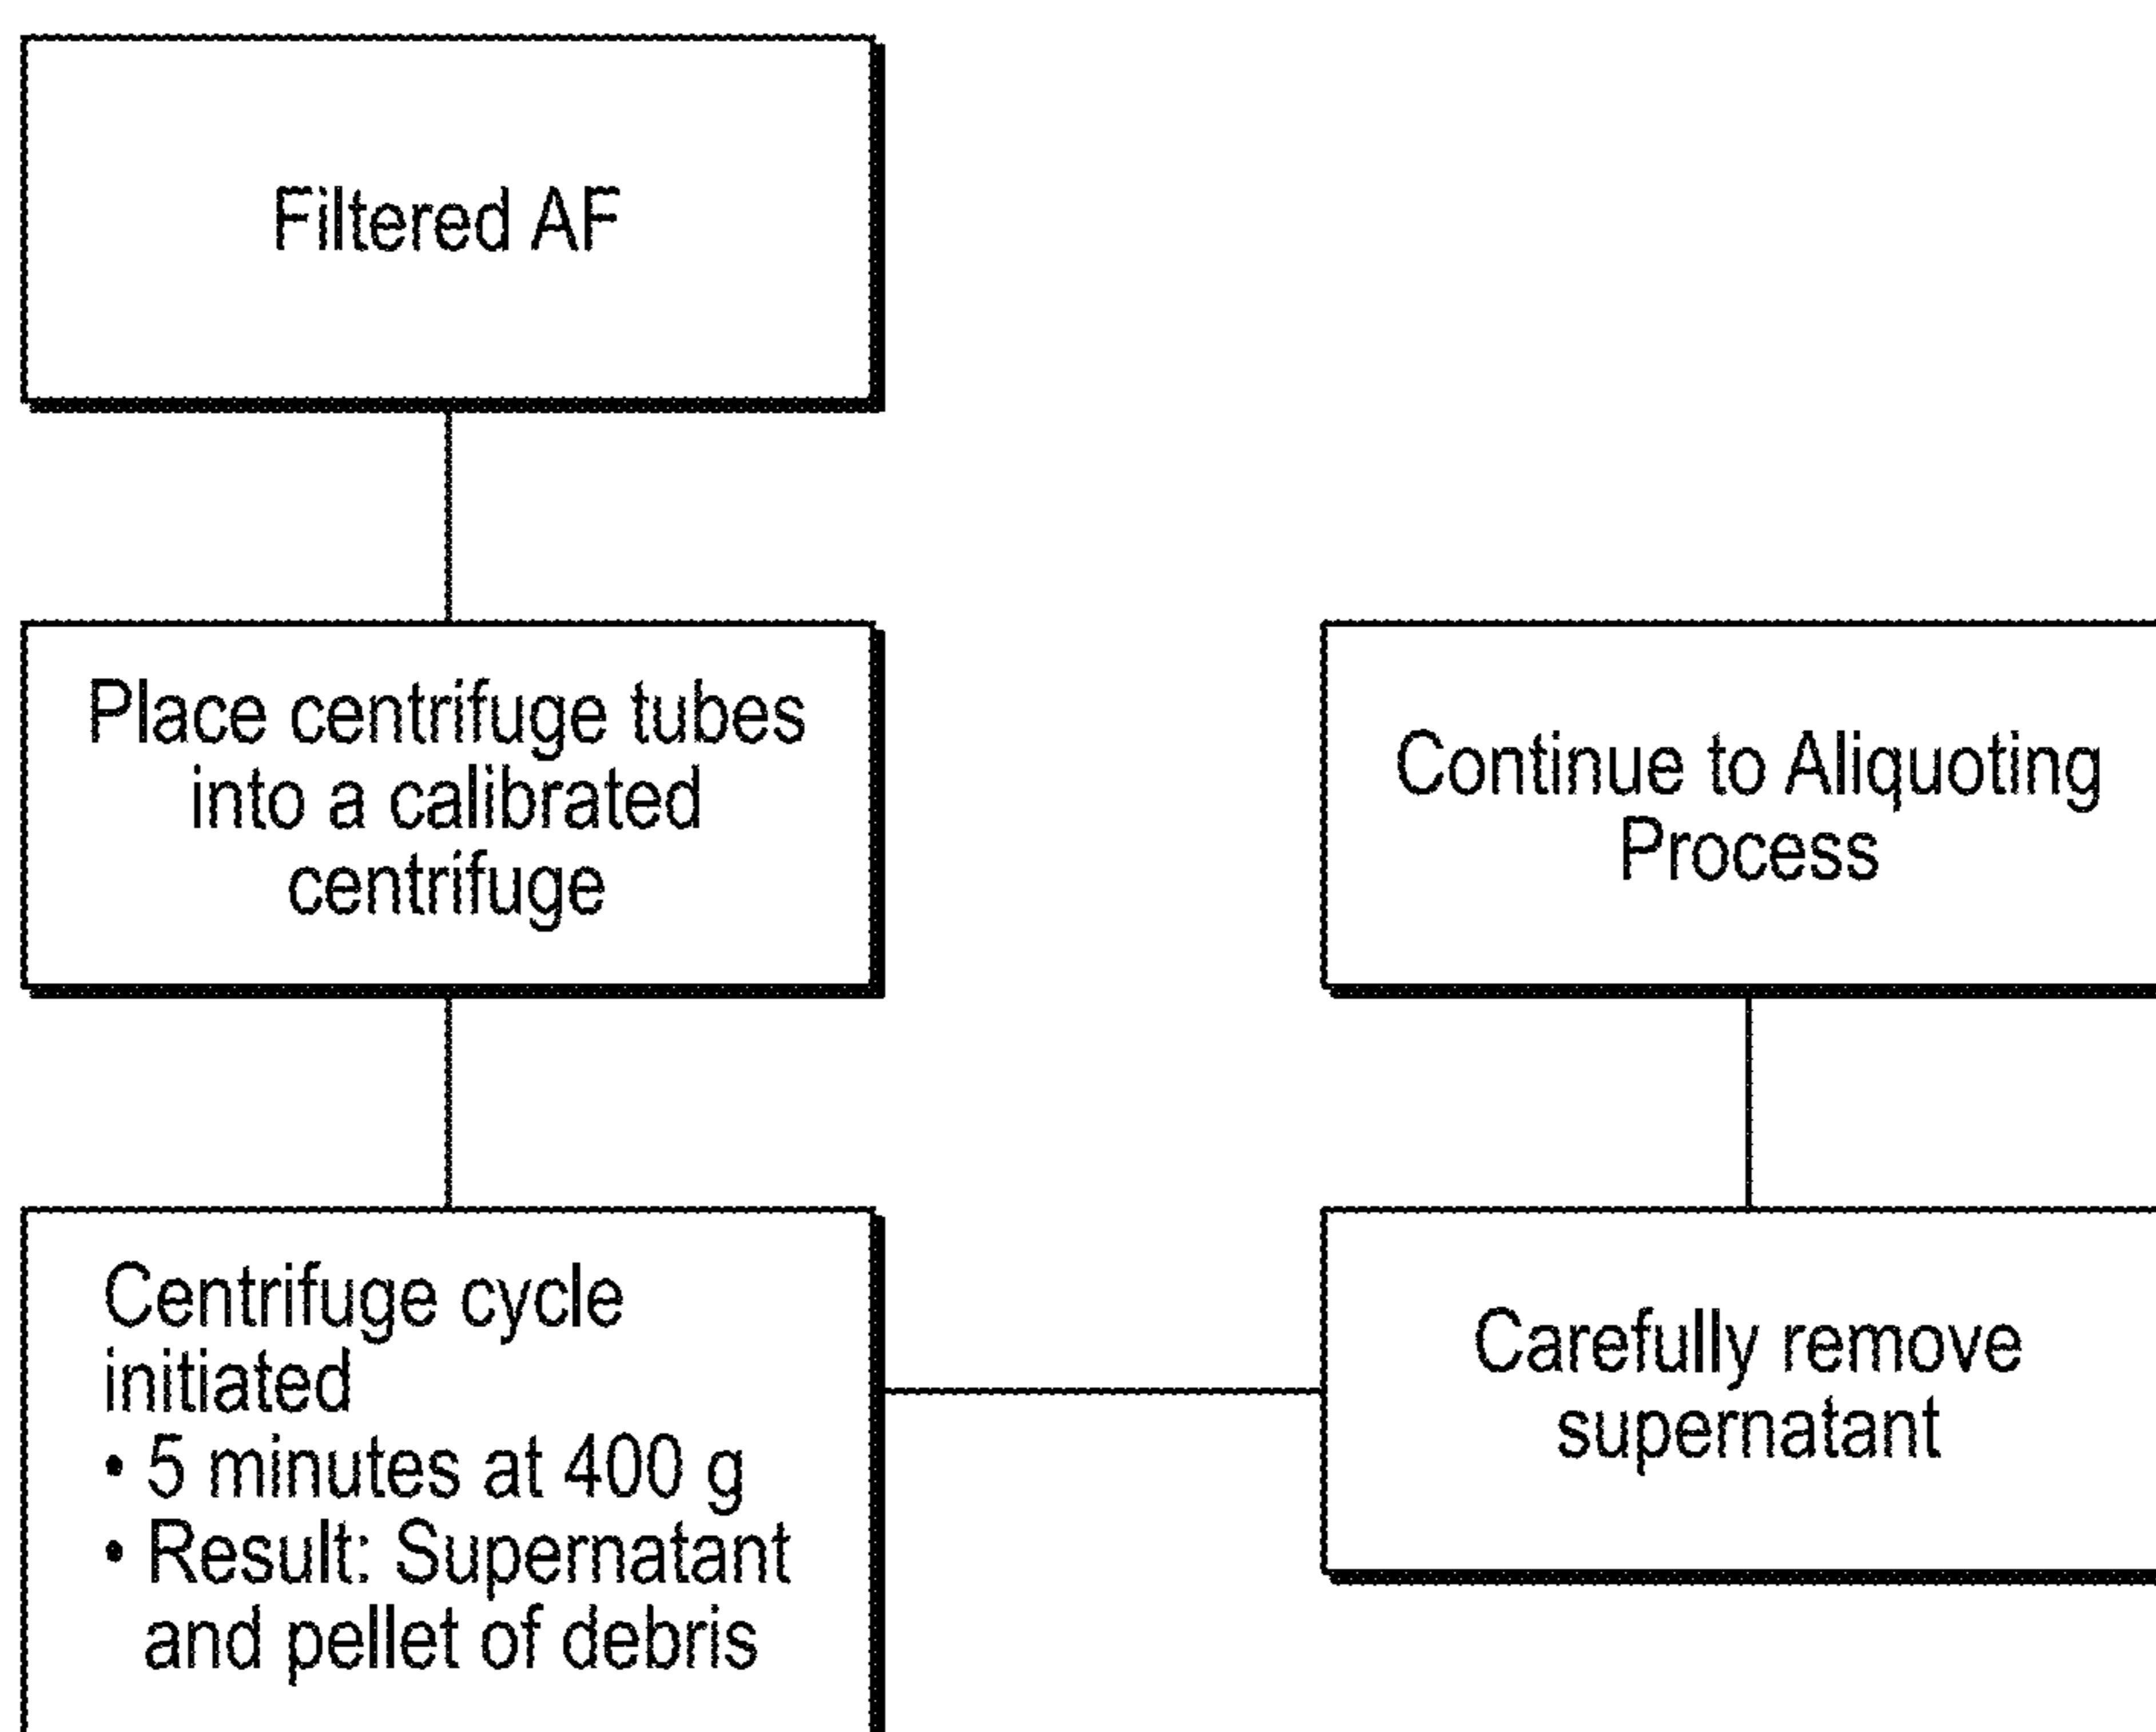 Filtered AF
Place centrifuge tubes
into a calibrated
centrifuge
Centrifuge cycle
initiated
• 5 minutes at 400 g
• Result: Supernatant
and pellet of debris
Carefully remove
supernatant
Continue to Aliquoting
Process